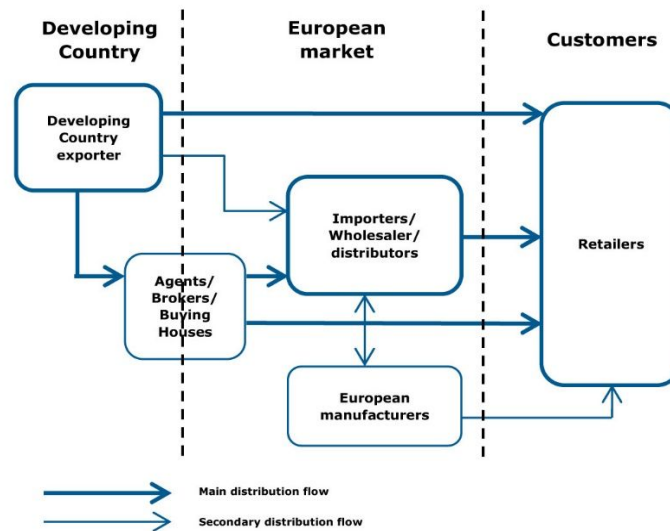 Developing
Country
European
market
Customers
Developing
Country
exporter
Importers/
Wholesaler/
distributors
Retailers
Agents/
Brokers/
Buying
Houses
European
manufacturers
Main distribution flow
Secondary distribution flow